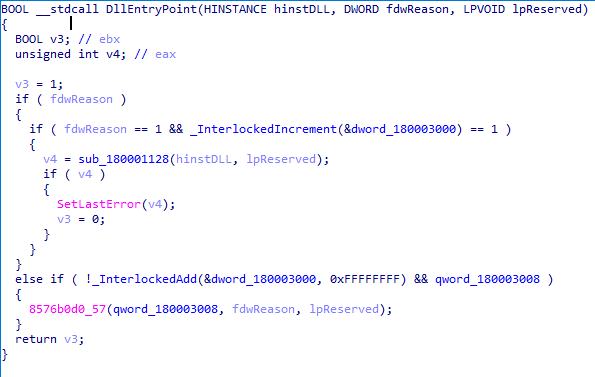 BOOL __stdcall DllEntryPoint(HINSTANCE hinstDLL, DWORD fdwReason, LPVOID lpReserved)
{
  BOOL v3; // ebx
  unsigned int v4; // eax

  v3 = 1;
  if ( fdwReason )
  {
    if ( fdwReason == 1 && _InterlockedIncrement(&dword_180003000) == 1 )
    {
      v4 = sub_180001128(hinstDLL, lpReserved);
      if ( v4 )
      {
        SetLastError(v4);
        v3 = 0;
      }
    }
  }
  else if ( !_InterlockedAdd(&dword_180003000, 0xFFFFFFFF) && qword_180003008 )
  {
    8576b0d0_57(qword_180003008, fdwReason, lpReserved);
  }
  return v3;
}